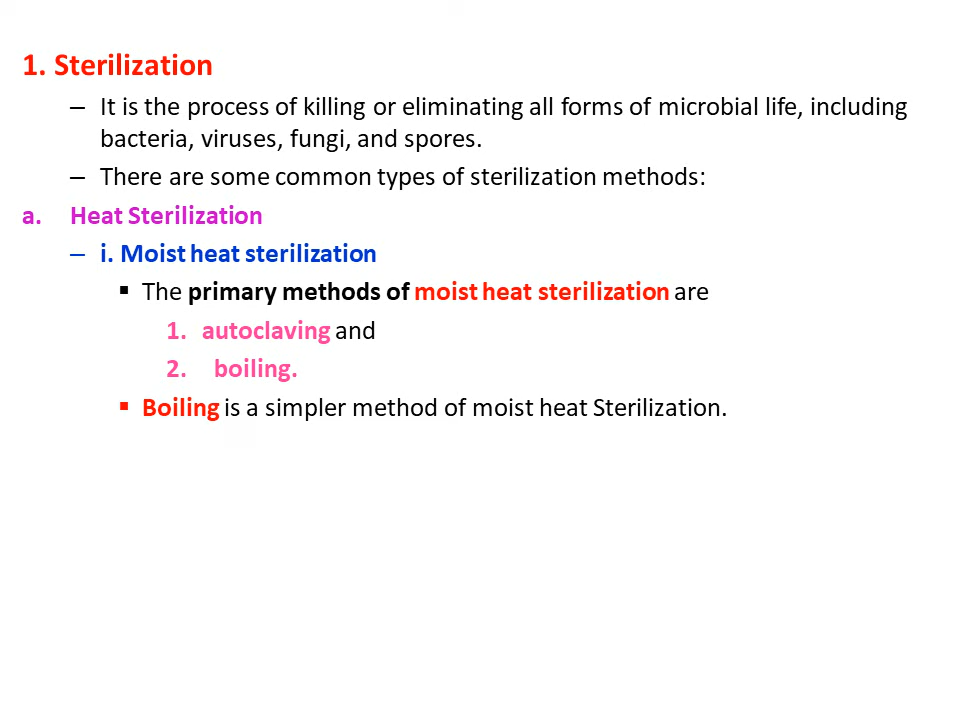 1. Sterilization
– It is the process of killing or eliminating all forms of microbial life, including
bacteria, viruses, fungi, and spores.
– There are some common types of sterilization methods:
a. Heat Sterilization
– i. Moist heat sterilization
▪ The primary methods of moist heat sterilization are
1. autoclaving and
2. boiling.
▪ Boiling is a simpler method of moist heat Sterilization.